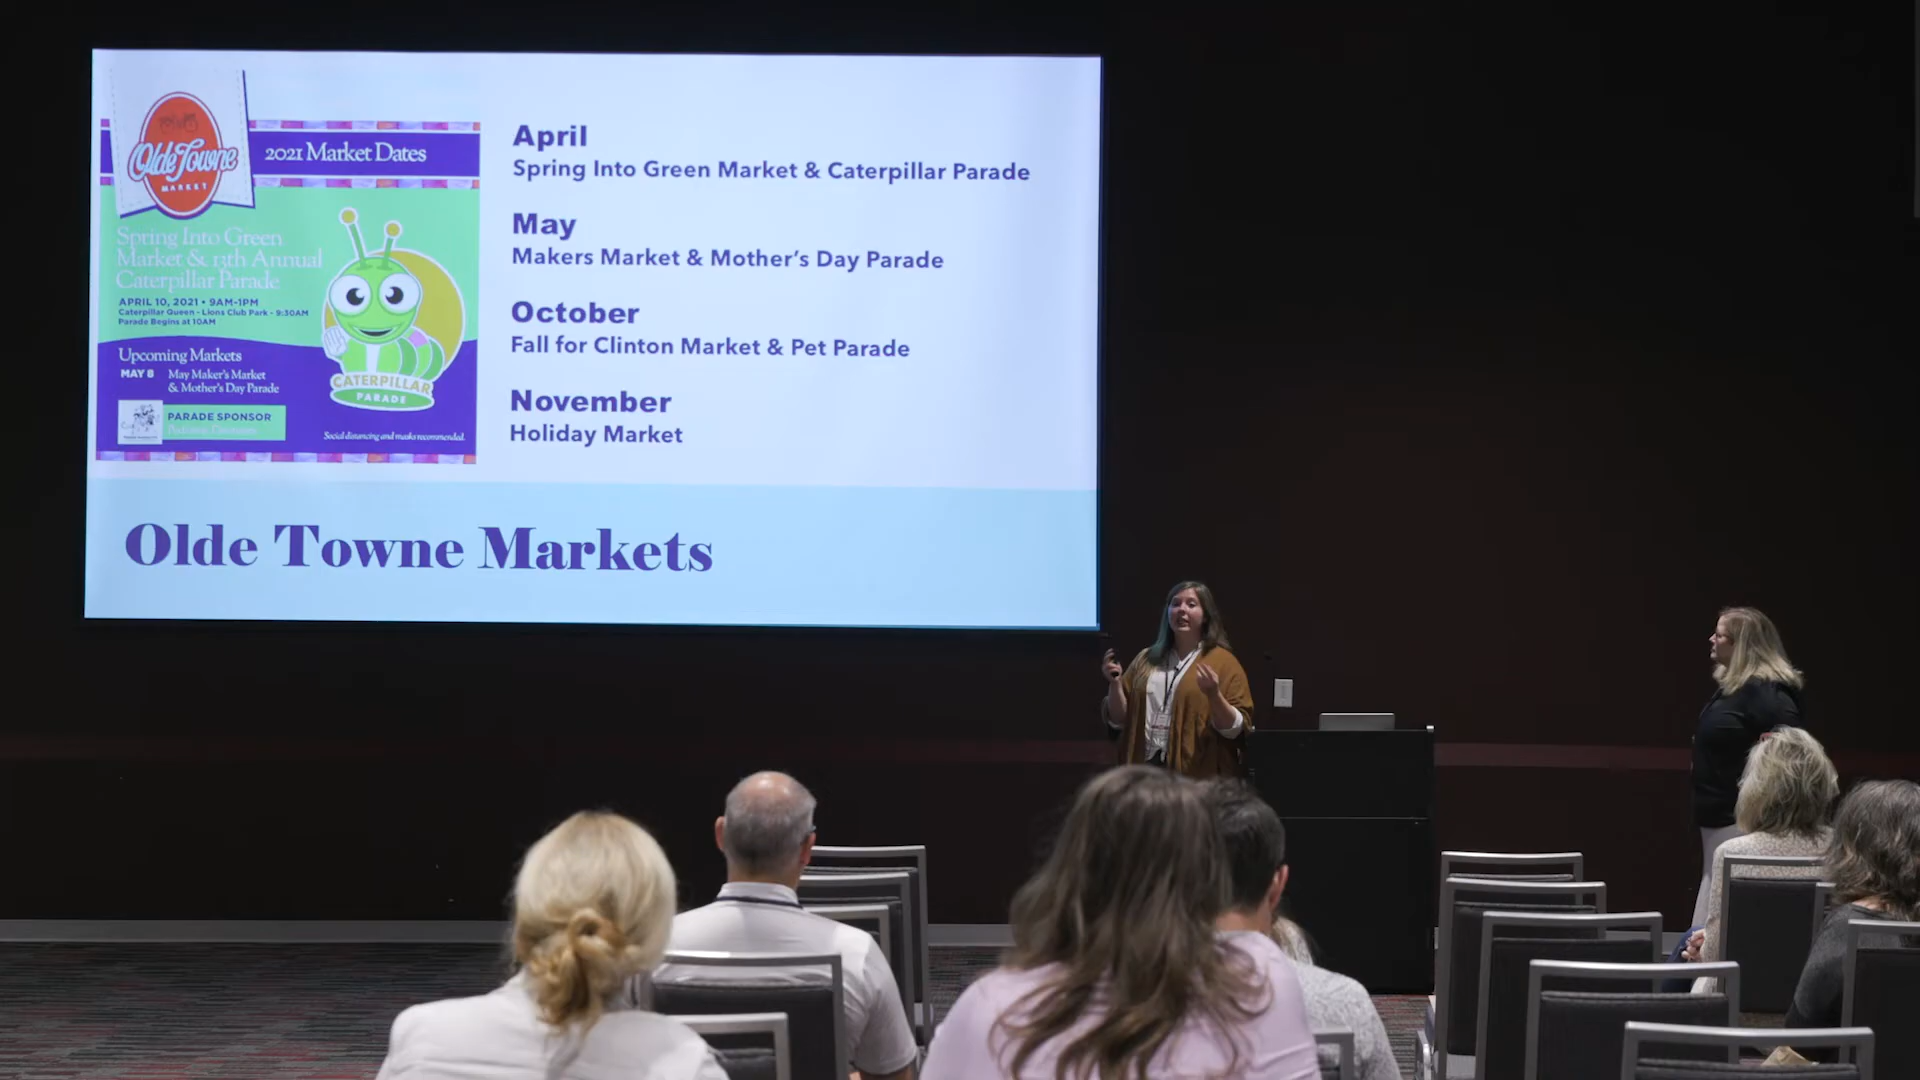 Olde Towne
MARKET
2021 Market Dates
Spring Into Green
Market & 13th Annual
Caterpillar Parade
APRIL 10, 2021 • 9AM-1PM
Caterpillar Queen - Lions Club Park - 9:30AM
Parade Begins at 10AM
Upcoming Markets
MAY 8 May Maker's Market
& Mother's Day Parade
PARADE SPONSOR
CATERPILLAR
PARADE
Social distancing and masks recommended.
April
Spring Into Green Market & Caterpillar Parade
May
Makers Market & Mother's Day Parade
October
Fall for Clinton Market & Pet Parade
November
Holiday Market
Olde Towne Markets